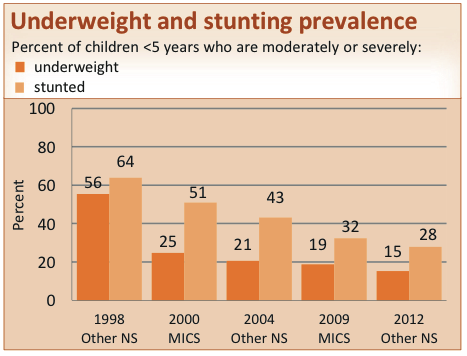 Underweight and stunting prevalence
Percent of children <5 years who are moderately or severely:
underweight
stunted
100
80
60
40
20
0
Percent
56
64
25
51
21
43
19
32
15
28
1998
Other NS
2000
MICS
2004
Other NS
2009
MICS
2012
Other NS